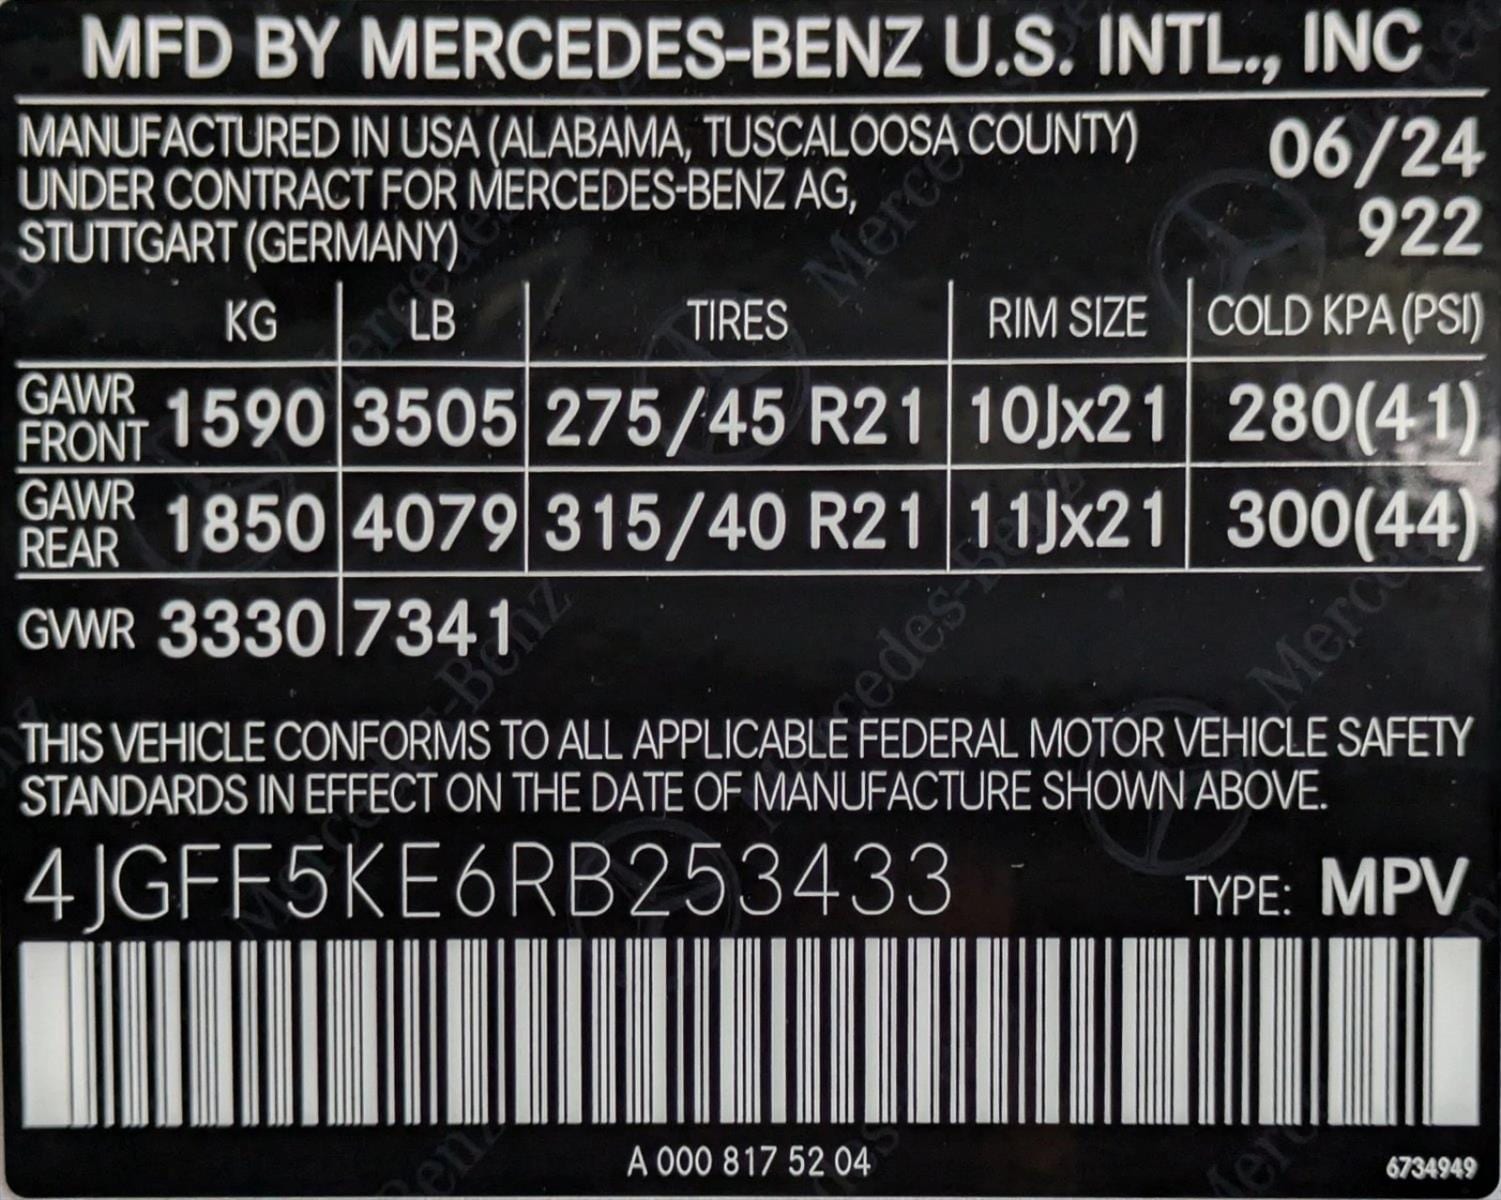 MFD BY MERCEDES-BENZ U.S. INTL., INC
MANUFACTURED IN USA (ALABAMA, TUSCALOOSA COUNTY) 06/24
UNDER CONTRACT FOR MERCEDES-BENZ AG, 922
STUTTGART (GERMANY)
KG LB TIRES RIM SIZE COLD KPA (PSI)
GAWR FRONT 1590 3505 275/45 R21 10Jx21 280(41)
GAWR REAR 1850 4079 315/40 R21 11Jx21 300(44)
GVWR 3330 7341
THIS VEHICLE CONFORMS TO ALL APPLICABLE FEDERAL MOTOR VEHICLE SAFETY
STANDARDS IN EFFECT ON THE DATE OF MANUFACTURE SHOWN ABOVE.
4JGFF5KE6RB253433 TYPE: MPV
A 000 817 52 04 6734949